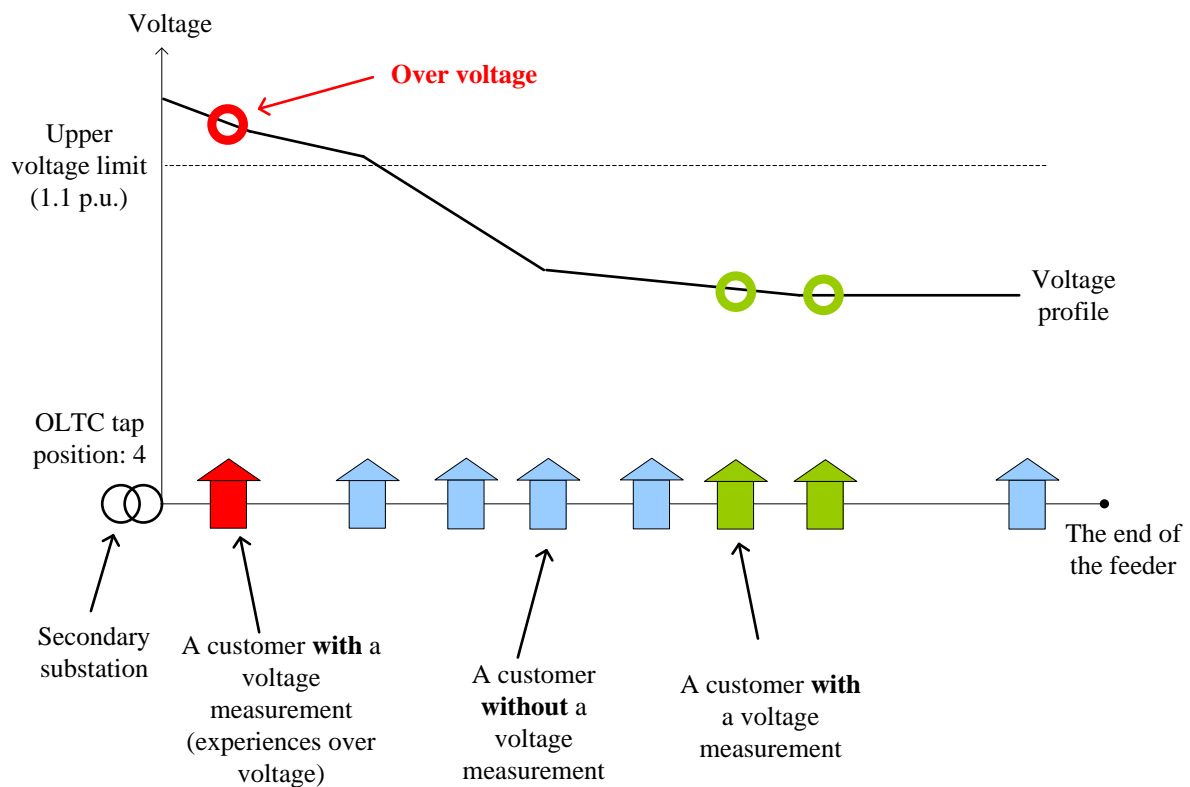 Voltage
Over voltage
Upper
voltage limit
(1.1 p.u.)
Voltage
profile
OLTC tap
position: 4
The end of
the feeder
Secondary
substation
A customer with a
voltage
measurement
(experiences over
voltage)
A customer
without a
voltage
measurement
A customer with
a voltage
measurement